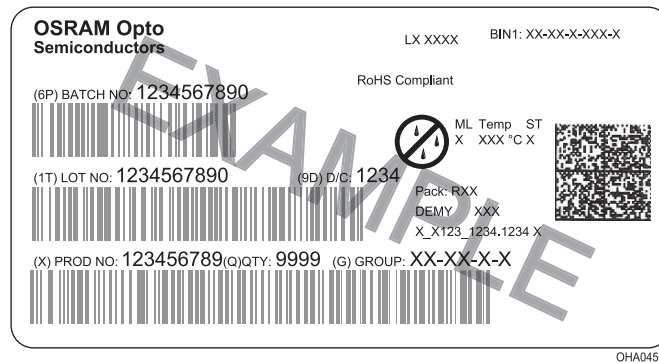 OSRAM Opto
Semiconductors
LX XXXX
BIN1: XX-XX-X-XXX-X
RoHS Compliant
(6P) BATCH NO: 1234567890
ML Temp ST
X XXX °C X
(1T) LOT NO: 1234567890 (9D) D/C: 1234
Pack: RXX
DEMY XXX
X_X123_1234.1234 X
(X) PROD NO: 123456789(Q)QTY: 9999 (G) GROUP: XX-XX-X-X
EXAMPLE
OHA04563